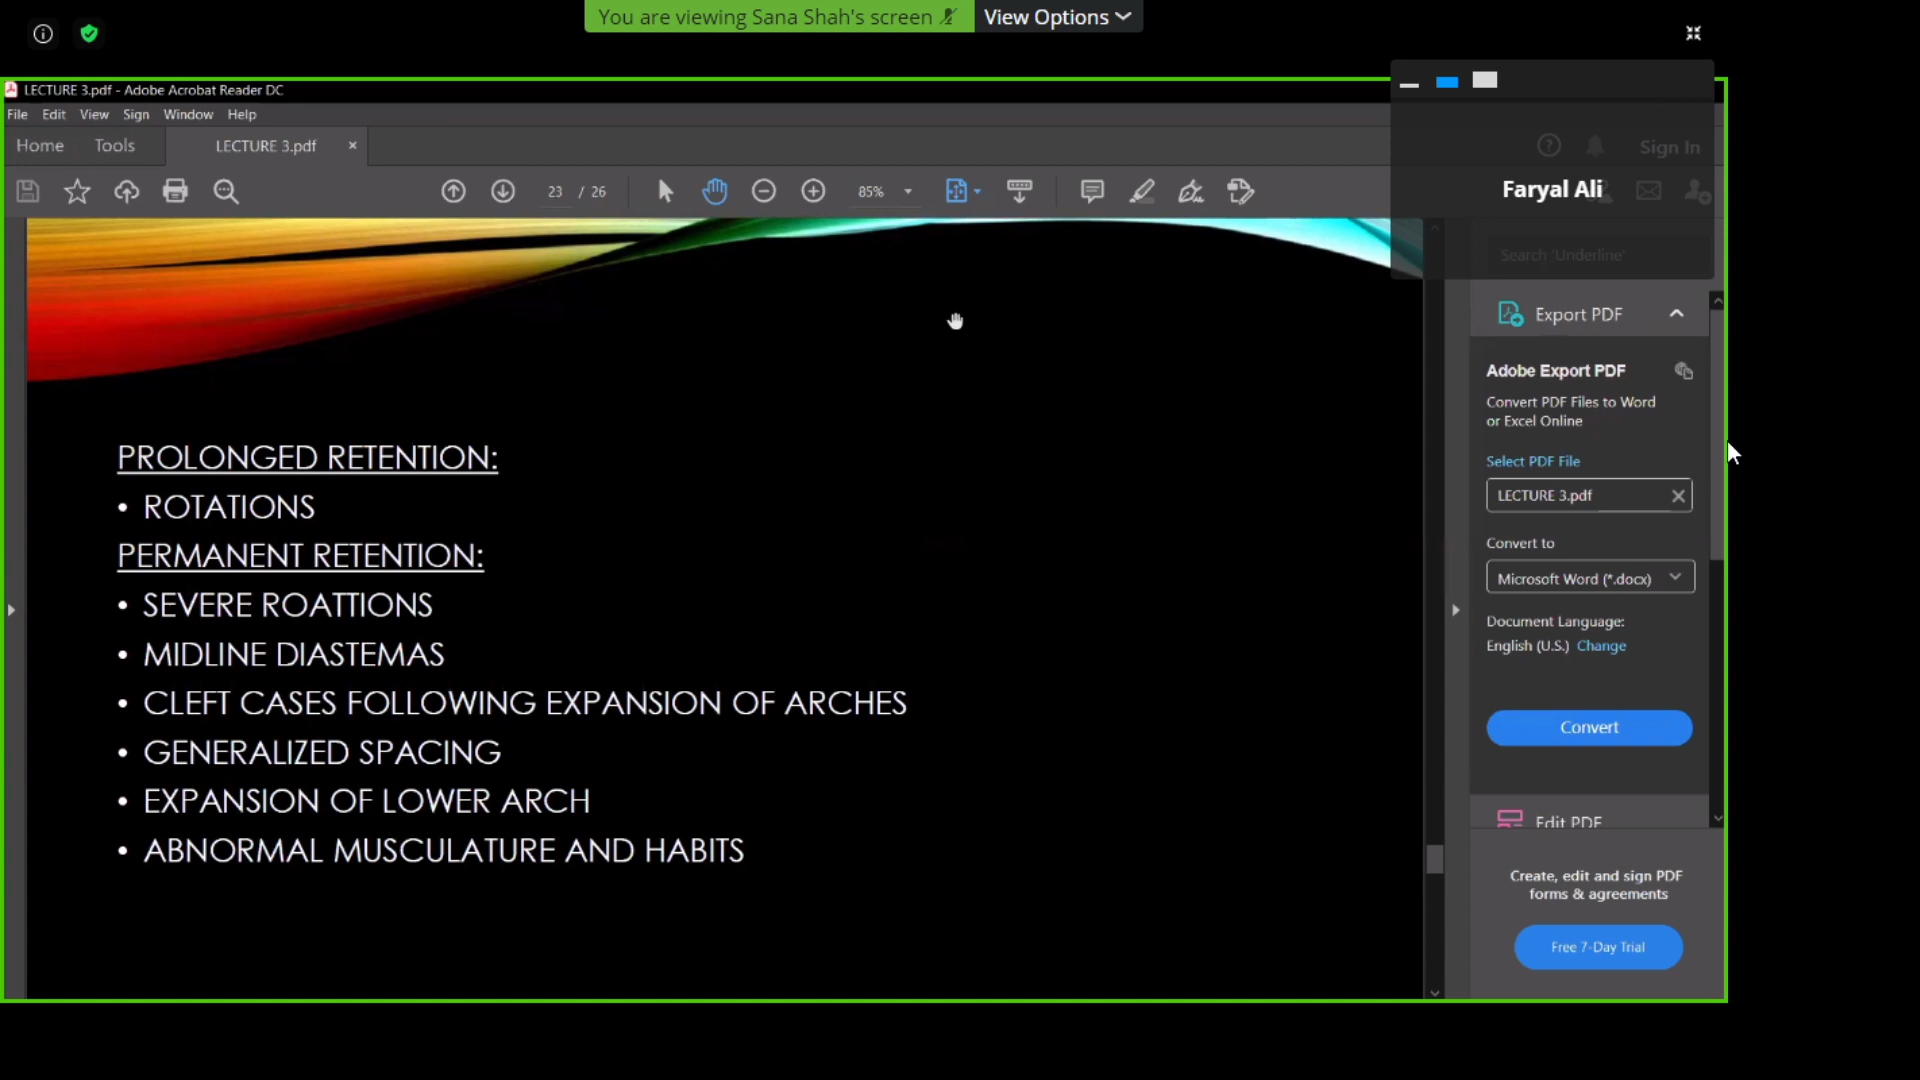 You are viewing Sana Shah's screen View Options
LECTURE 3.pdf - Adobe Acrobat Reader DC
File Edit View Sign Window Help
Home Tools LECTURE 3.pdf
Sign In
23 / 26
85%
Faryal Ali
Search 'Underline'
Export PDF
Adobe Export PDF
Convert PDF Files to Word
or Excel Online
Select PDF File
LECTURE 3.pdf
Convert to
Microsoft Word (*.docx)
Document Language:
English (U.S.) Change
Convert
Edit PDF
Create, edit and sign PDF
forms & agreements
Free 7-Day Trial
PROLONGED RETENTION:
• ROTATIONS
PERMANENT RETENTION:
• SEVERE ROATTIONS
• MIDLINE DIASTEMAS
• CLEFT CASES FOLLOWING EXPANSION OF ARCHES
• GENERALIZED SPACING
• EXPANSION OF LOWER ARCH
• ABNORMAL MUSCULATURE AND HABITS